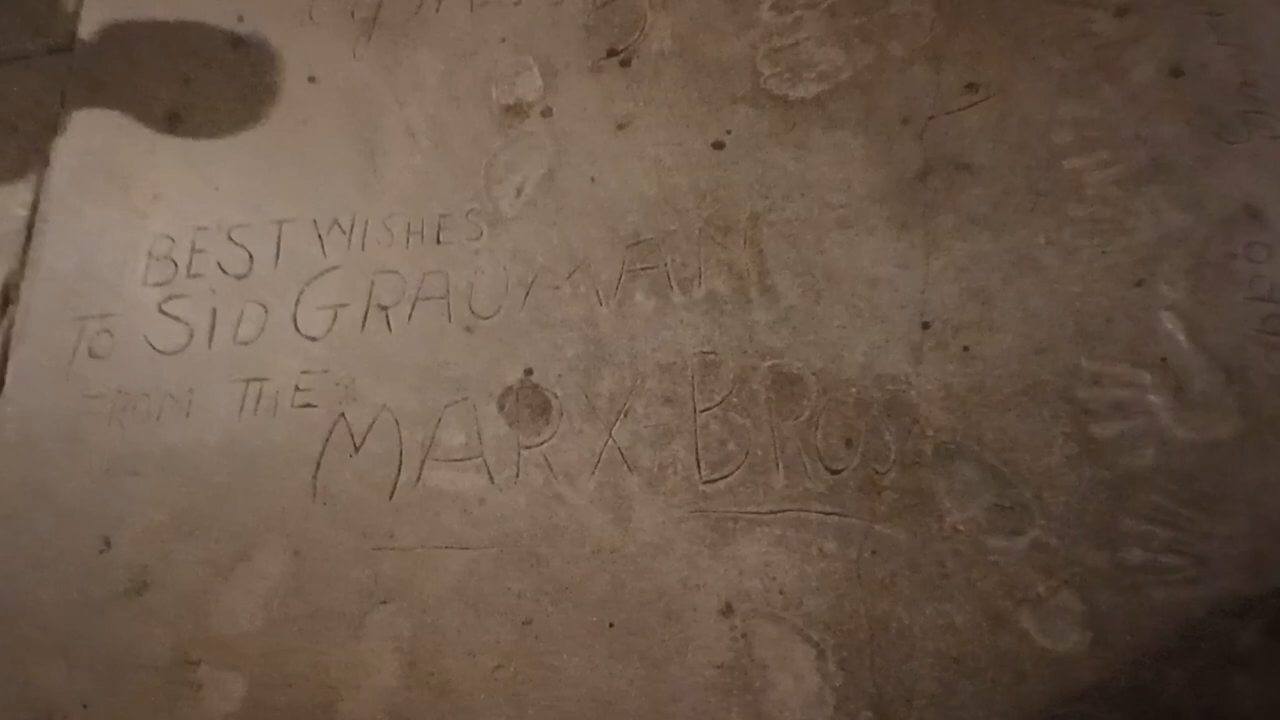 BEST WISHES
TO SID GRAUMAN
FROM THE
MARX BROS